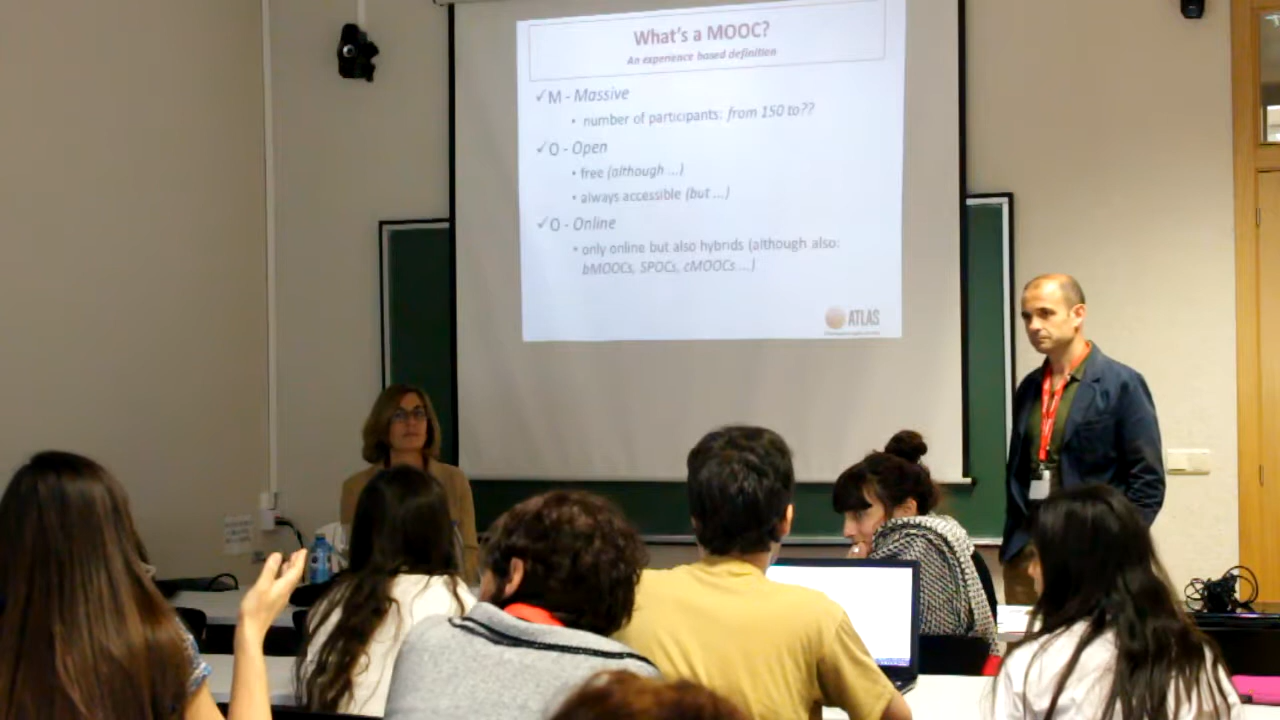 What's a MOOC?
An experience based definition
✓ M - Massive
• number of participants: from 150 to??
✓ O - Open
• free (although ...)
• always accessible (but ...)
✓ O - Online
• only online but also hybrids (although also:
bMOOCs, SPOCs, cMOOCs ...)
ATLAS